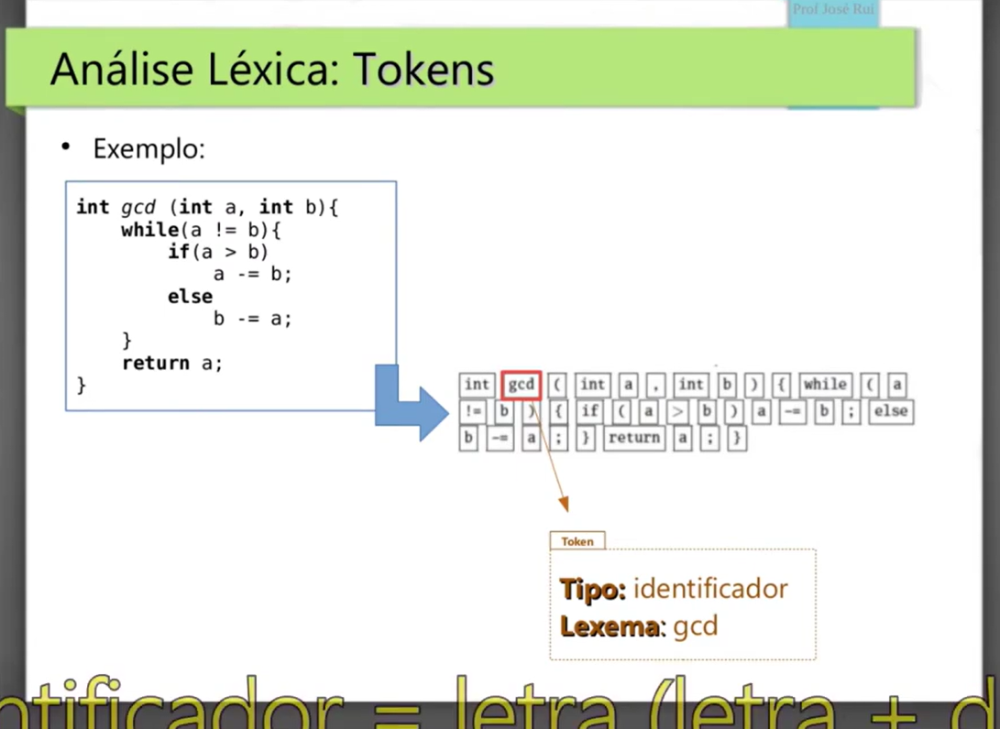 Prof José Rui
Análise Léxica: Tokens
• Exemplo:
int gcd (int a, int b){
while(a != b){
if(a > b)
a -= b;
else
b -= a;
}
return a;
}
int gcd ( int a , int b ) { while ( a
!= b ) { if ( a > b ) a -= b ; else
b -= a ; } return a ; }
Token
Tipo: identificador
Lexema: gcd
ntificador = letra (letra + d